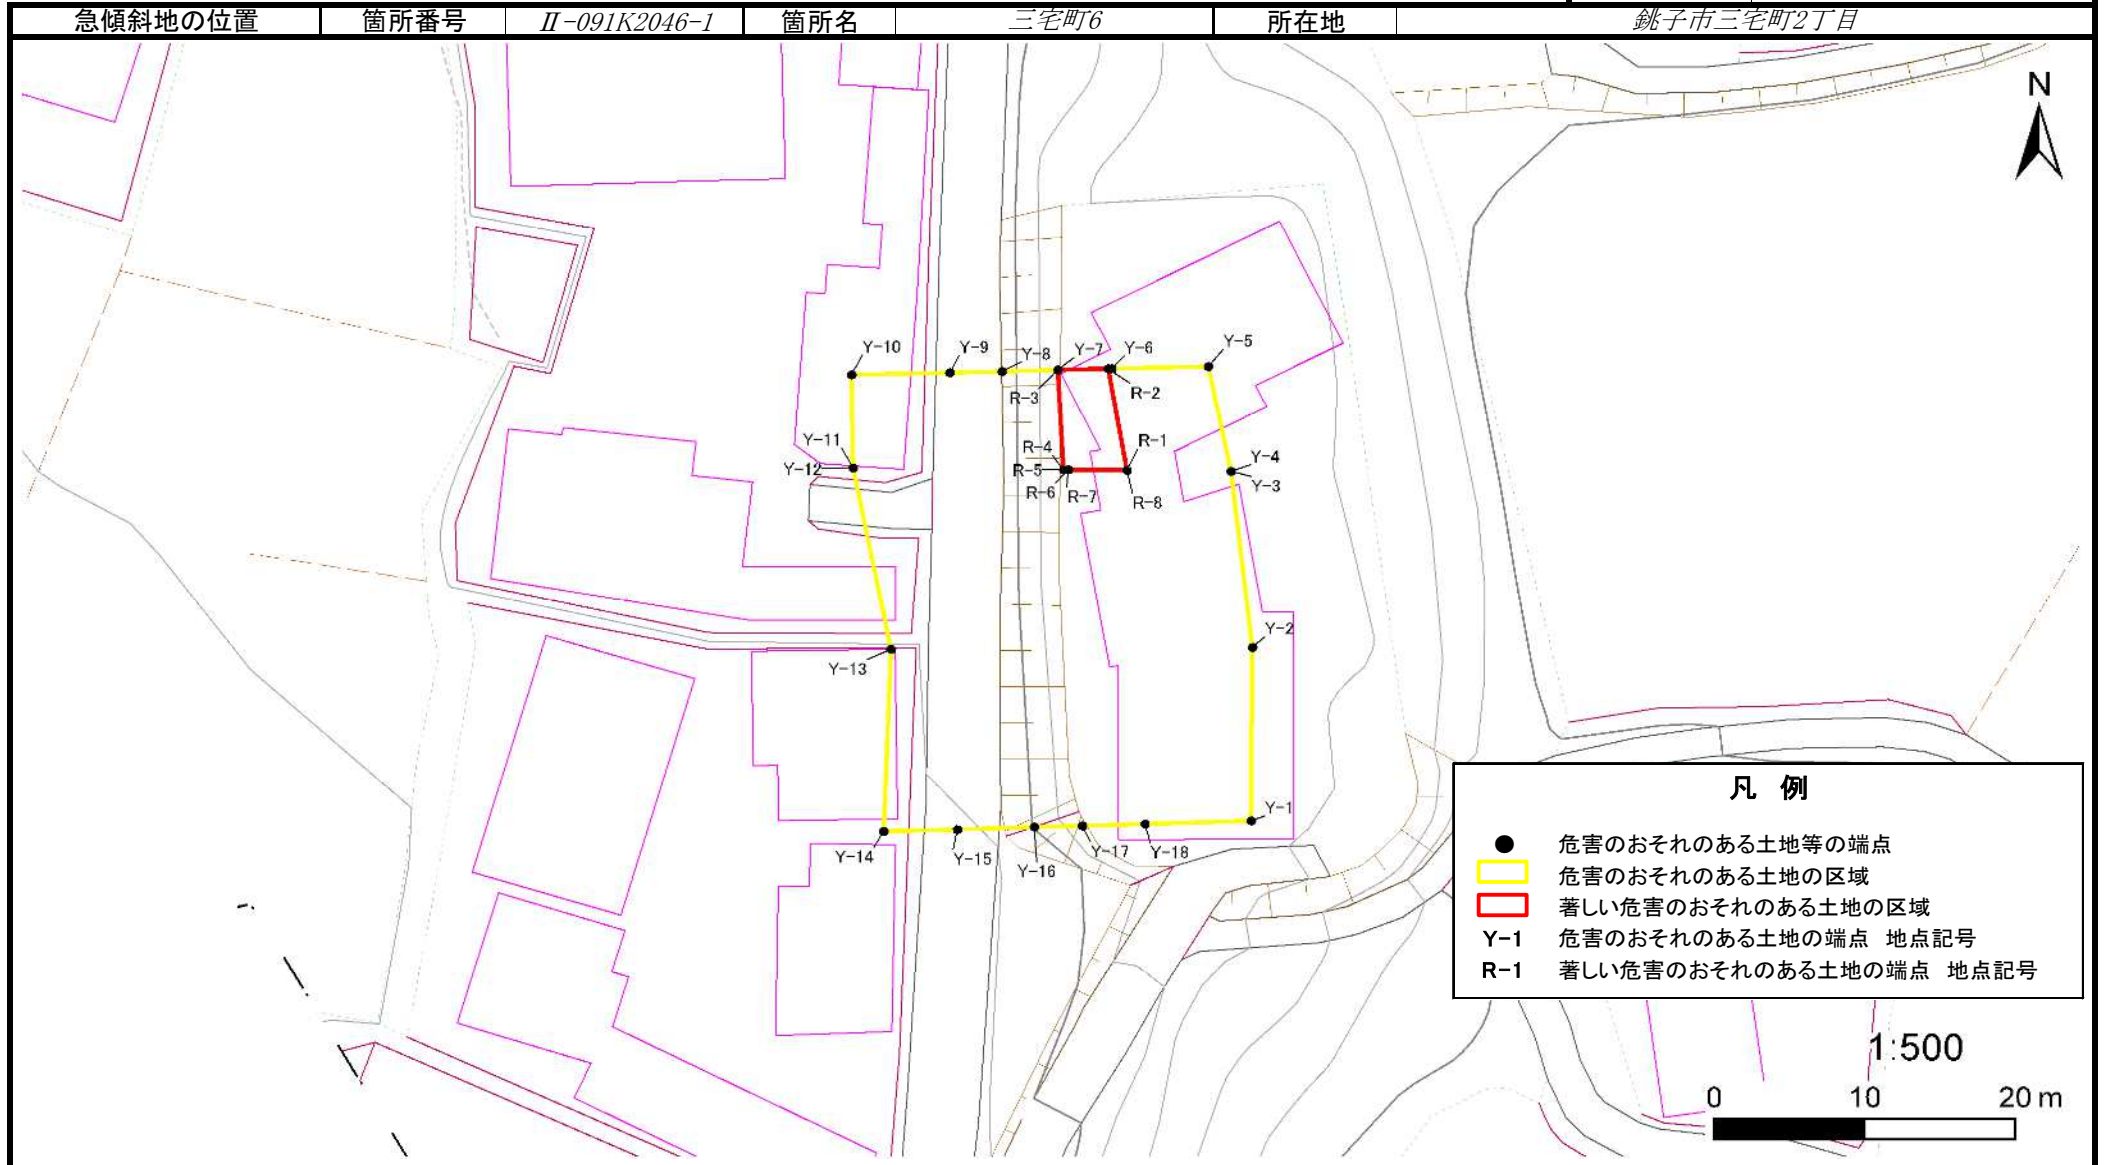 急傾斜地の位置 箇所番号 Ⅱ-091K2046-1 箇所名 三宅町6 所在地 銚子市三宅町2丁目
N
Y-10 Y-9 Y-8 Y-7 Y-6 Y-5
R-3 R-2
Y-11 R-4 R-1
Y-12 R-5 Y-4
R-6 R-7 R-8 Y-3
Y-2
Y-13
Y-1
Y-14 Y-15 Y-16 Y-17 Y-18
凡 例
危害のおそれのある土地等の端点
危害のおそれのある土地の区域
著しい危害のおそれのある土地の区域
Y-1 危害のおそれのある土地の端点 地点記号
R-1 著しい危害のおそれのある土地の端点 地点記号
1:500
0 10 20 m